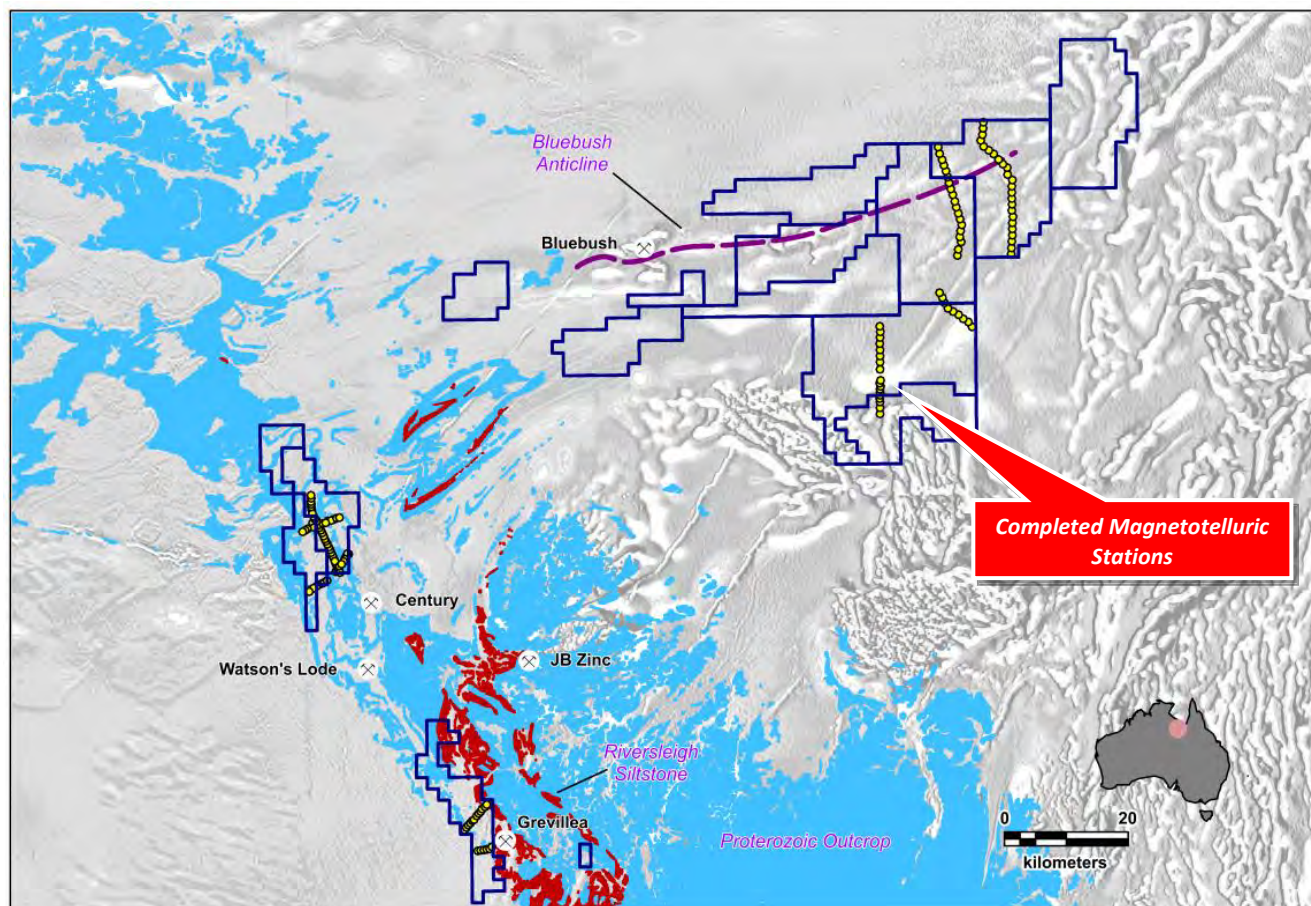 Bluebush
Anticline
Bluebush
Completed Magnetotelluric
Stations
Century
Watson's Lode
JB Zinc
Riversleigh
Siltstone
Grevillea
Proterozoic Outcrop
0
20
kilometers